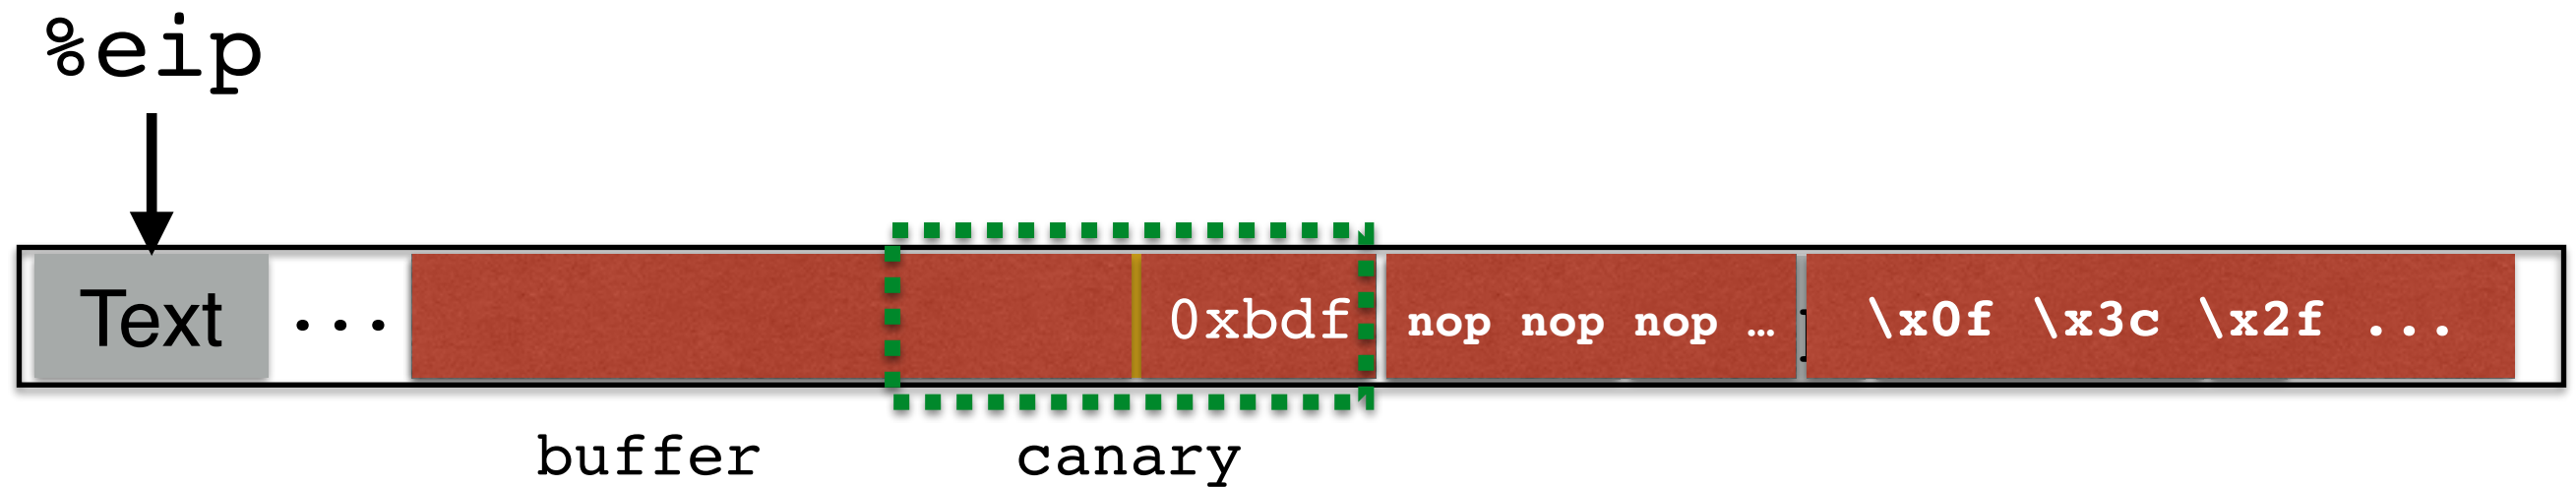 %eip
Text ... 0xbdf nop nop nop … \x0f \x3c \x2f ...
buffer canary